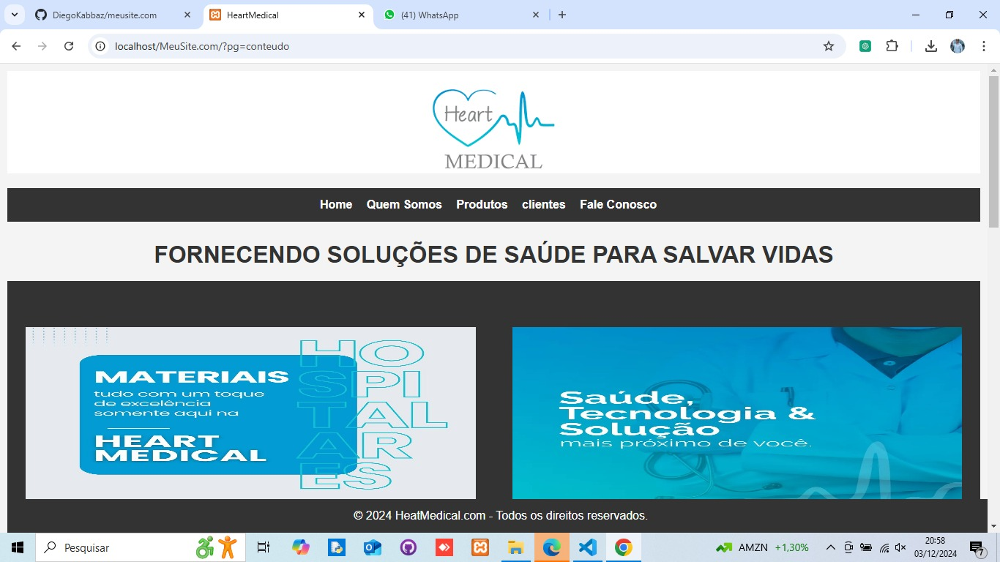 DiegoKabbaz/meusite.com
HeartMedical
(41) WhatsApp
localhost/MeuSite.com/?pg=conteudo
Heart
MEDICAL
Home Quem Somos Produtos clientes Fale Conosco
FORNECENDO SOLUÇÕES DE SAÚDE PARA SALVAR VIDAS
MATERIAIS
tudo com um toque
de excelência
somente aqui na
HEART
MEDICAL
HO
SPI
TAL
AR
ES
Saúde,
Tecnologia &
Solução
mais próximo de você.
© 2024 HeatMedical.com - Todos os direitos reservados.
Pesquisar
AMZN +1,30%
20:58
03/12/2024
7